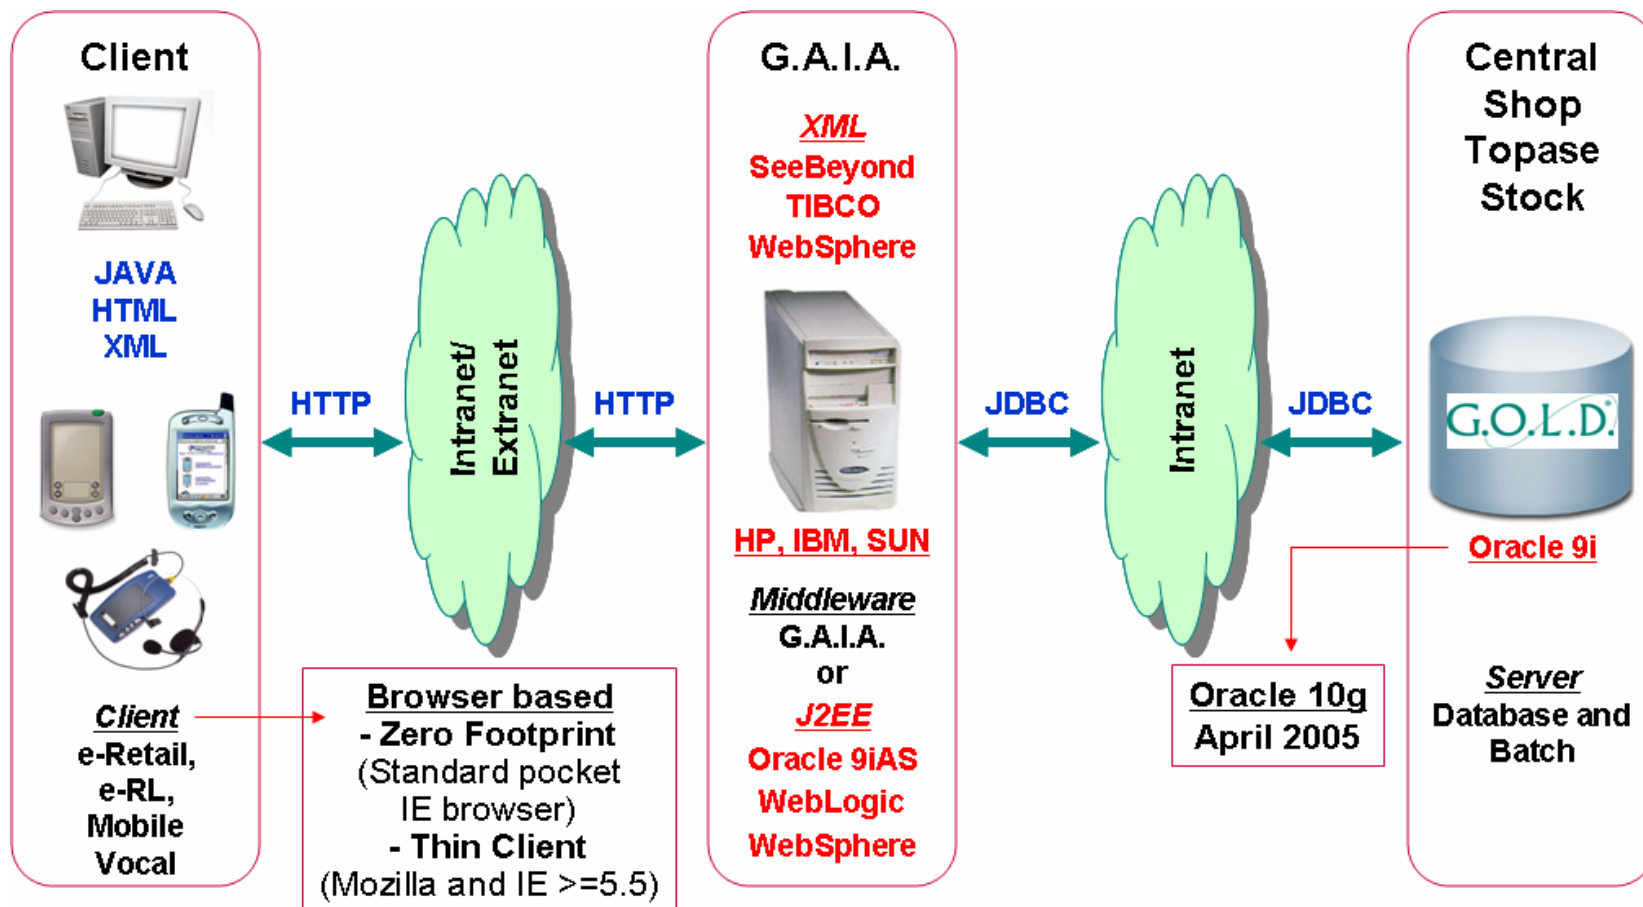 Client
JAVA
HTML
XML
Client
e-Retail,
e-RL,
Mobile
Vocal
HTTP
Intranet/
Extranet
HTTP
Browser based
- Zero Footprint
(Standard pocket
IE browser)
- Thin Client
(Mozilla and IE >=5.5)
G.A.I.A.
XML
SeeBeyond
TIBCO
WebSphere
HP, IBM, SUN
Middleware
G.A.I.A.
or
J2EE
Oracle 9iAS
WebLogic
WebSphere
JDBC
Intranet
JDBC
Oracle 10g
April 2005
Central
Shop
Topase
Stock
G.O.L.D.®
Oracle 9i
Server
Database and
Batch